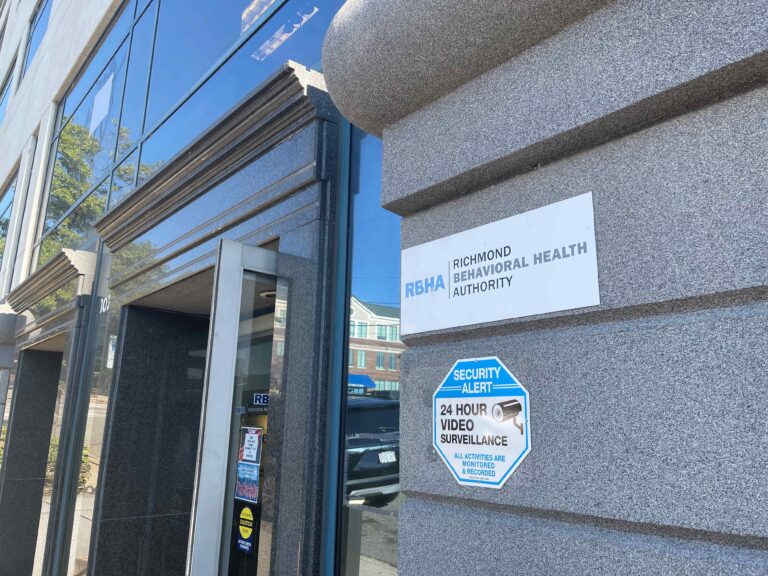 RBHA
RICHMOND
BEHAVIORAL HEALTH
AUTHORITY
SECURITY
ALERT
24 HOUR
VIDEO
SURVEILLANCE
ALL ACTIVITIES ARE
MONITORED
& RECORDED
CAUTION